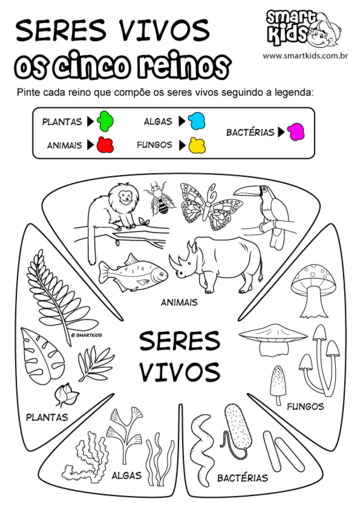 SERES VIVOS
OS CINCO REINOS
SMART KIDS
www.smartkids.com.br
Pinte cada reino que compõe os seres vivos seguindo a legenda:
PLANTAS
ALGAS
BACTÉRIAS
ANIMAIS
FUNGOS
ANIMAIS
© SMARTKIDS
SERES
VIVOS
PLANTAS
FUNGOS
ALGAS
BACTÉRIAS